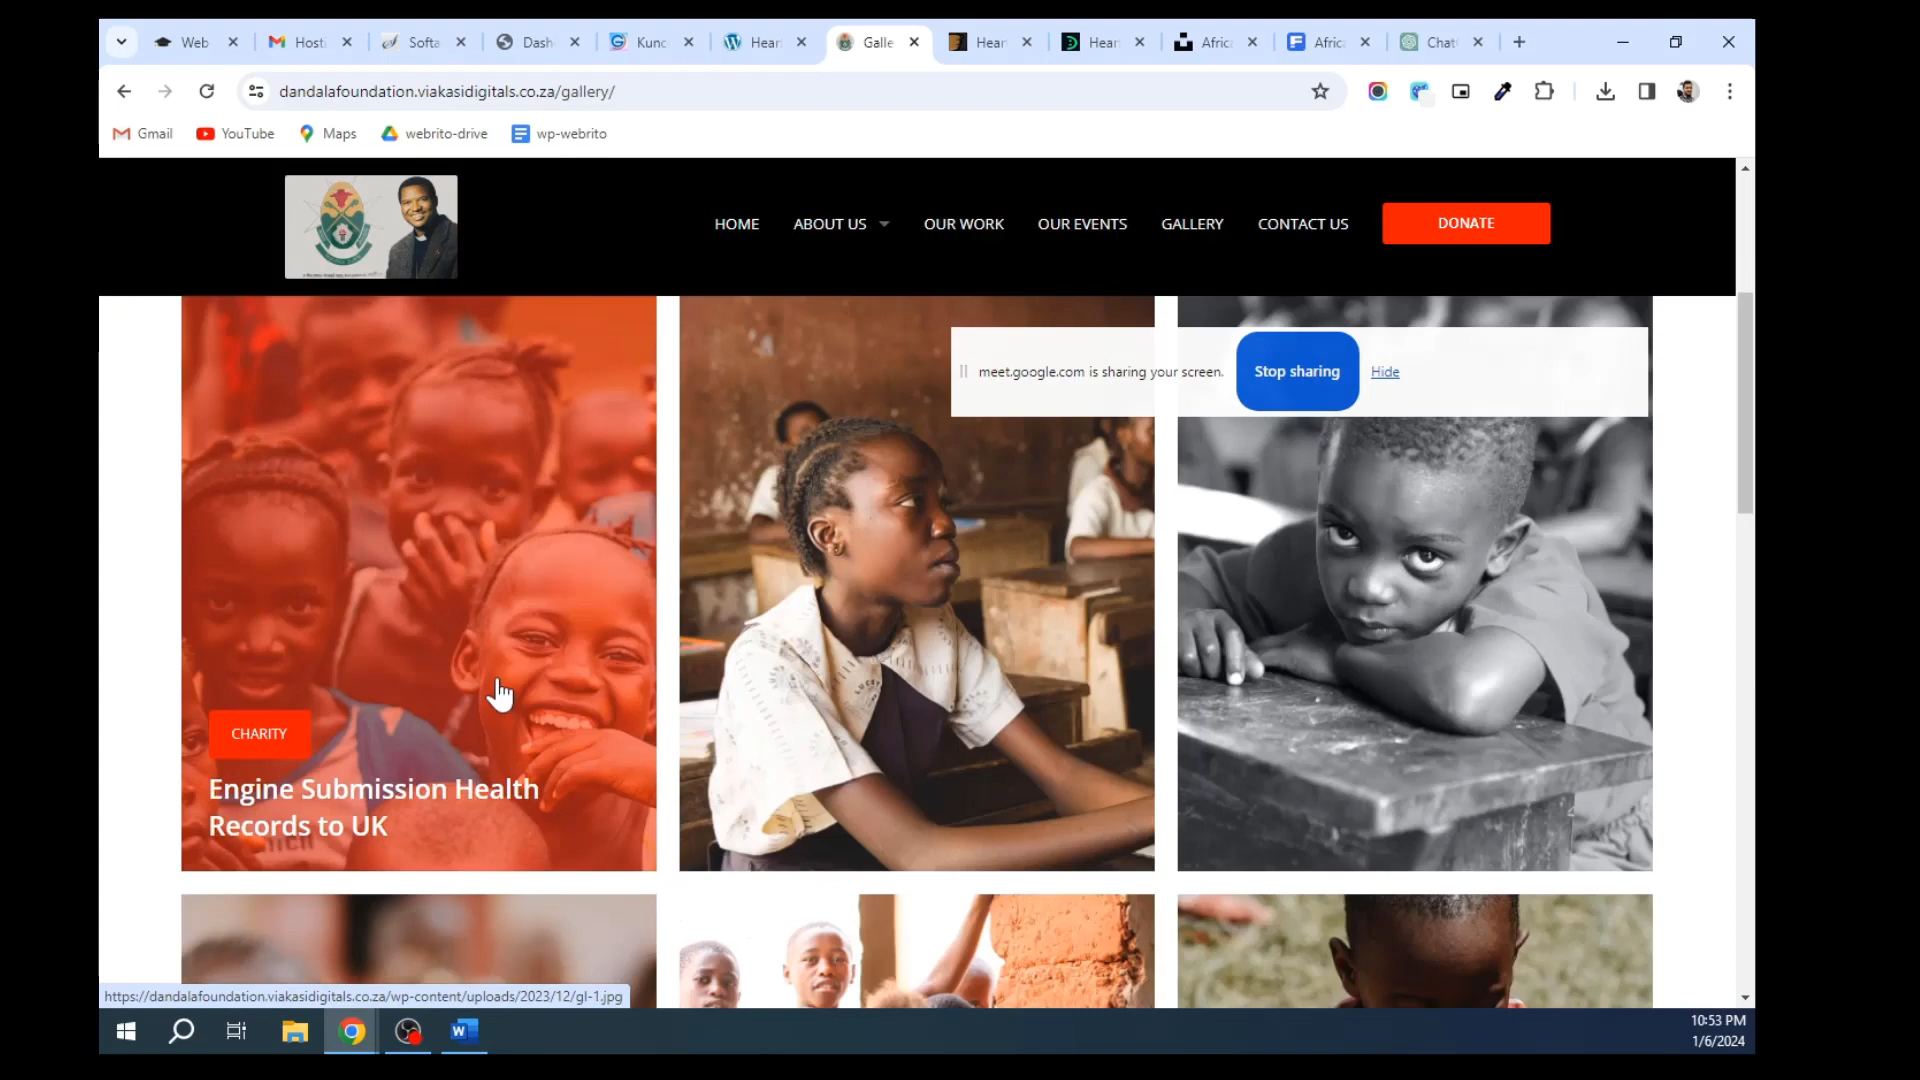 Web
Hosti
Softa
Dash
Kunc
Hear
Galle
Hear
Hear
Africa
Africa
Chat
dandalafoundation.viakasidigitals.co.za/gallery/
Gmail
YouTube
Maps
webrito-drive
wp-webrito
HOME
ABOUT US
OUR WORK
OUR EVENTS
GALLERY
CONTACT US
DONATE
meet.google.com is sharing your screen.
Stop sharing
Hide
CHARITY
Engine Submission Health
Records to UK
https://dandalafoundation.viakasidigitals.co.za/wp-content/uploads/2023/12/gl-1.jpg
10:53 PM
1/6/2024